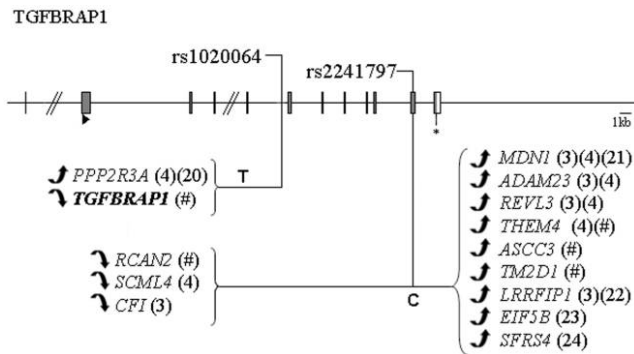 TGFBRAP1
rs1020064
rs2241797
1kb
*
PPP2R3A (4)(20)
TGFBRAP1 (#)
T
RCAN2 (#)
SCML4 (4)
CFI (3)
C
MDN1 (3)(4)(21)
ADAM23 (3)(4)
REVL3 (3)(4)
THEM4 (4)(#)
ASCC3 (#)
TM2D1 (#)
LRRFIP1 (3)(22)
EIF5B (23)
SFRS4 (24)